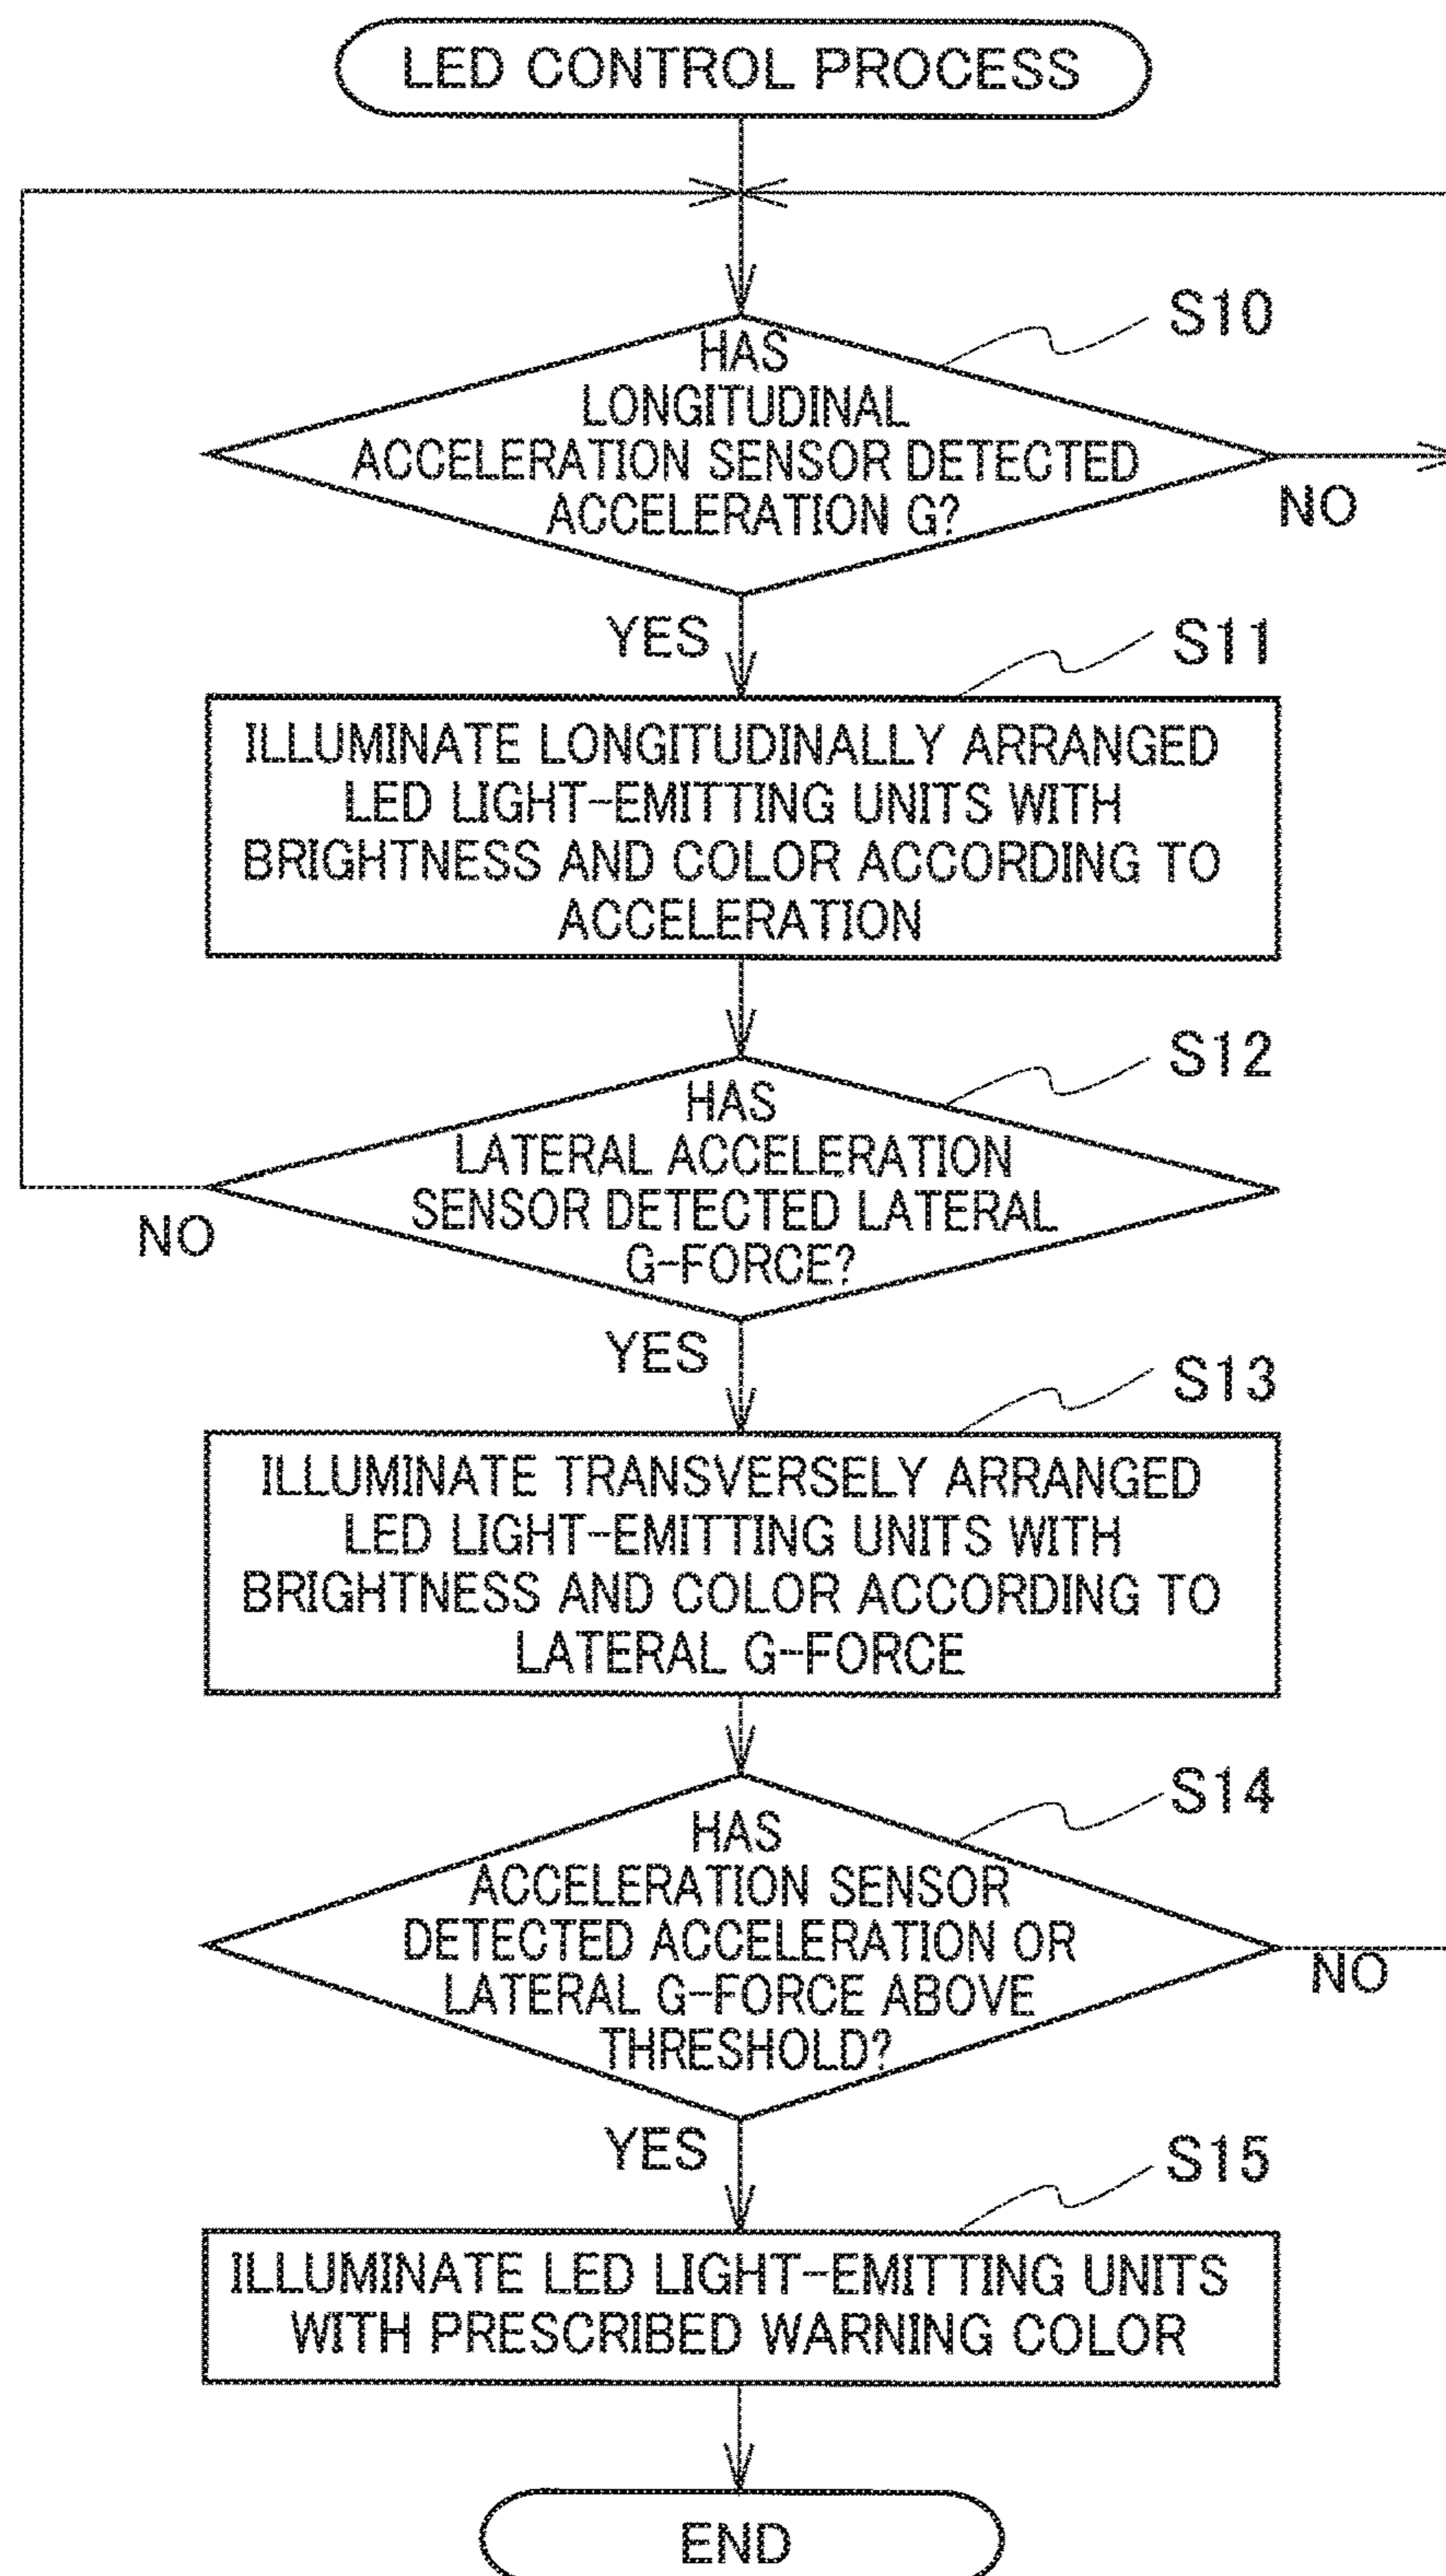 LED CONTROL PROCESS
S10
HAS
LONGITUDINAL
ACCELERATION SENSOR DETECTED
ACCELERATION G?
NO
YES
S11
ILLUMINATE LONGITUDINALLY ARRANGED
LED LIGHT-EMITTING UNITS WITH
BRIGHTNESS AND COLOR ACCORDING TO
ACCELERATION
S12
HAS
LATERAL ACCELERATION
SENSOR DETECTED LATERAL
G-FORCE?
NO
YES
S13
ILLUMINATE TRANSVERSELY ARRANGED
LED LIGHT-EMITTING UNITS WITH
BRIGHTNESS AND COLOR ACCORDING TO
LATERAL G-FORCE
S14
HAS
ACCELERATION SENSOR
DETECTED ACCELERATION OR
LATERAL G-FORCE ABOVE
THRESHOLD?
NO
YES
S15
ILLUMINATE LED LIGHT-EMITTING UNITS
WITH PRESCRIBED WARNING COLOR
END